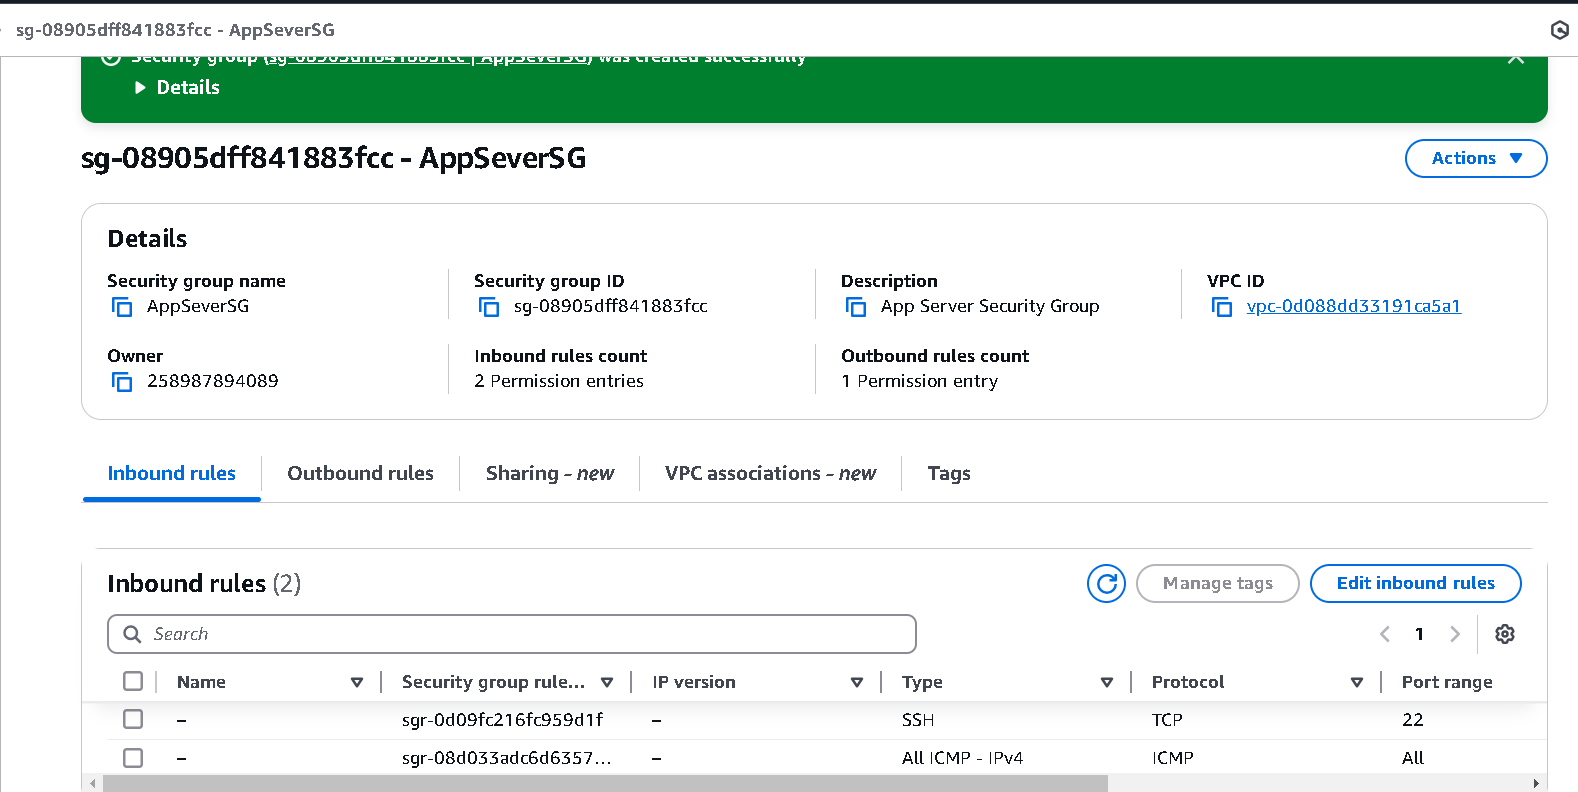 sg-08905dff841883fcc - AppSeverSG
Security group (sg-08905dff841883fcc | AppSeverSG) was created successfully
Details
sg-08905dff841883fcc - AppSeverSG
Actions
Details
Security group name
AppSeverSG
Security group ID
sg-08905dff841883fcc
Description
App Server Security Group
VPC ID
vpc-0d088dd33191ca5a1
Owner
258987894089
Inbound rules count
2 Permission entries
Outbound rules count
1 Permission entry
Inbound rules Outbound rules Sharing - new VPC associations - new Tags
Inbound rules (2)
Manage tags
Edit inbound rules
Search
1
Name Security group rule... IP version Type Protocol Port range
– sgr-0d09fc216fc959d1f – SSH TCP 22
– sgr-08d033adc6d6357... – All ICMP - IPv4 ICMP All